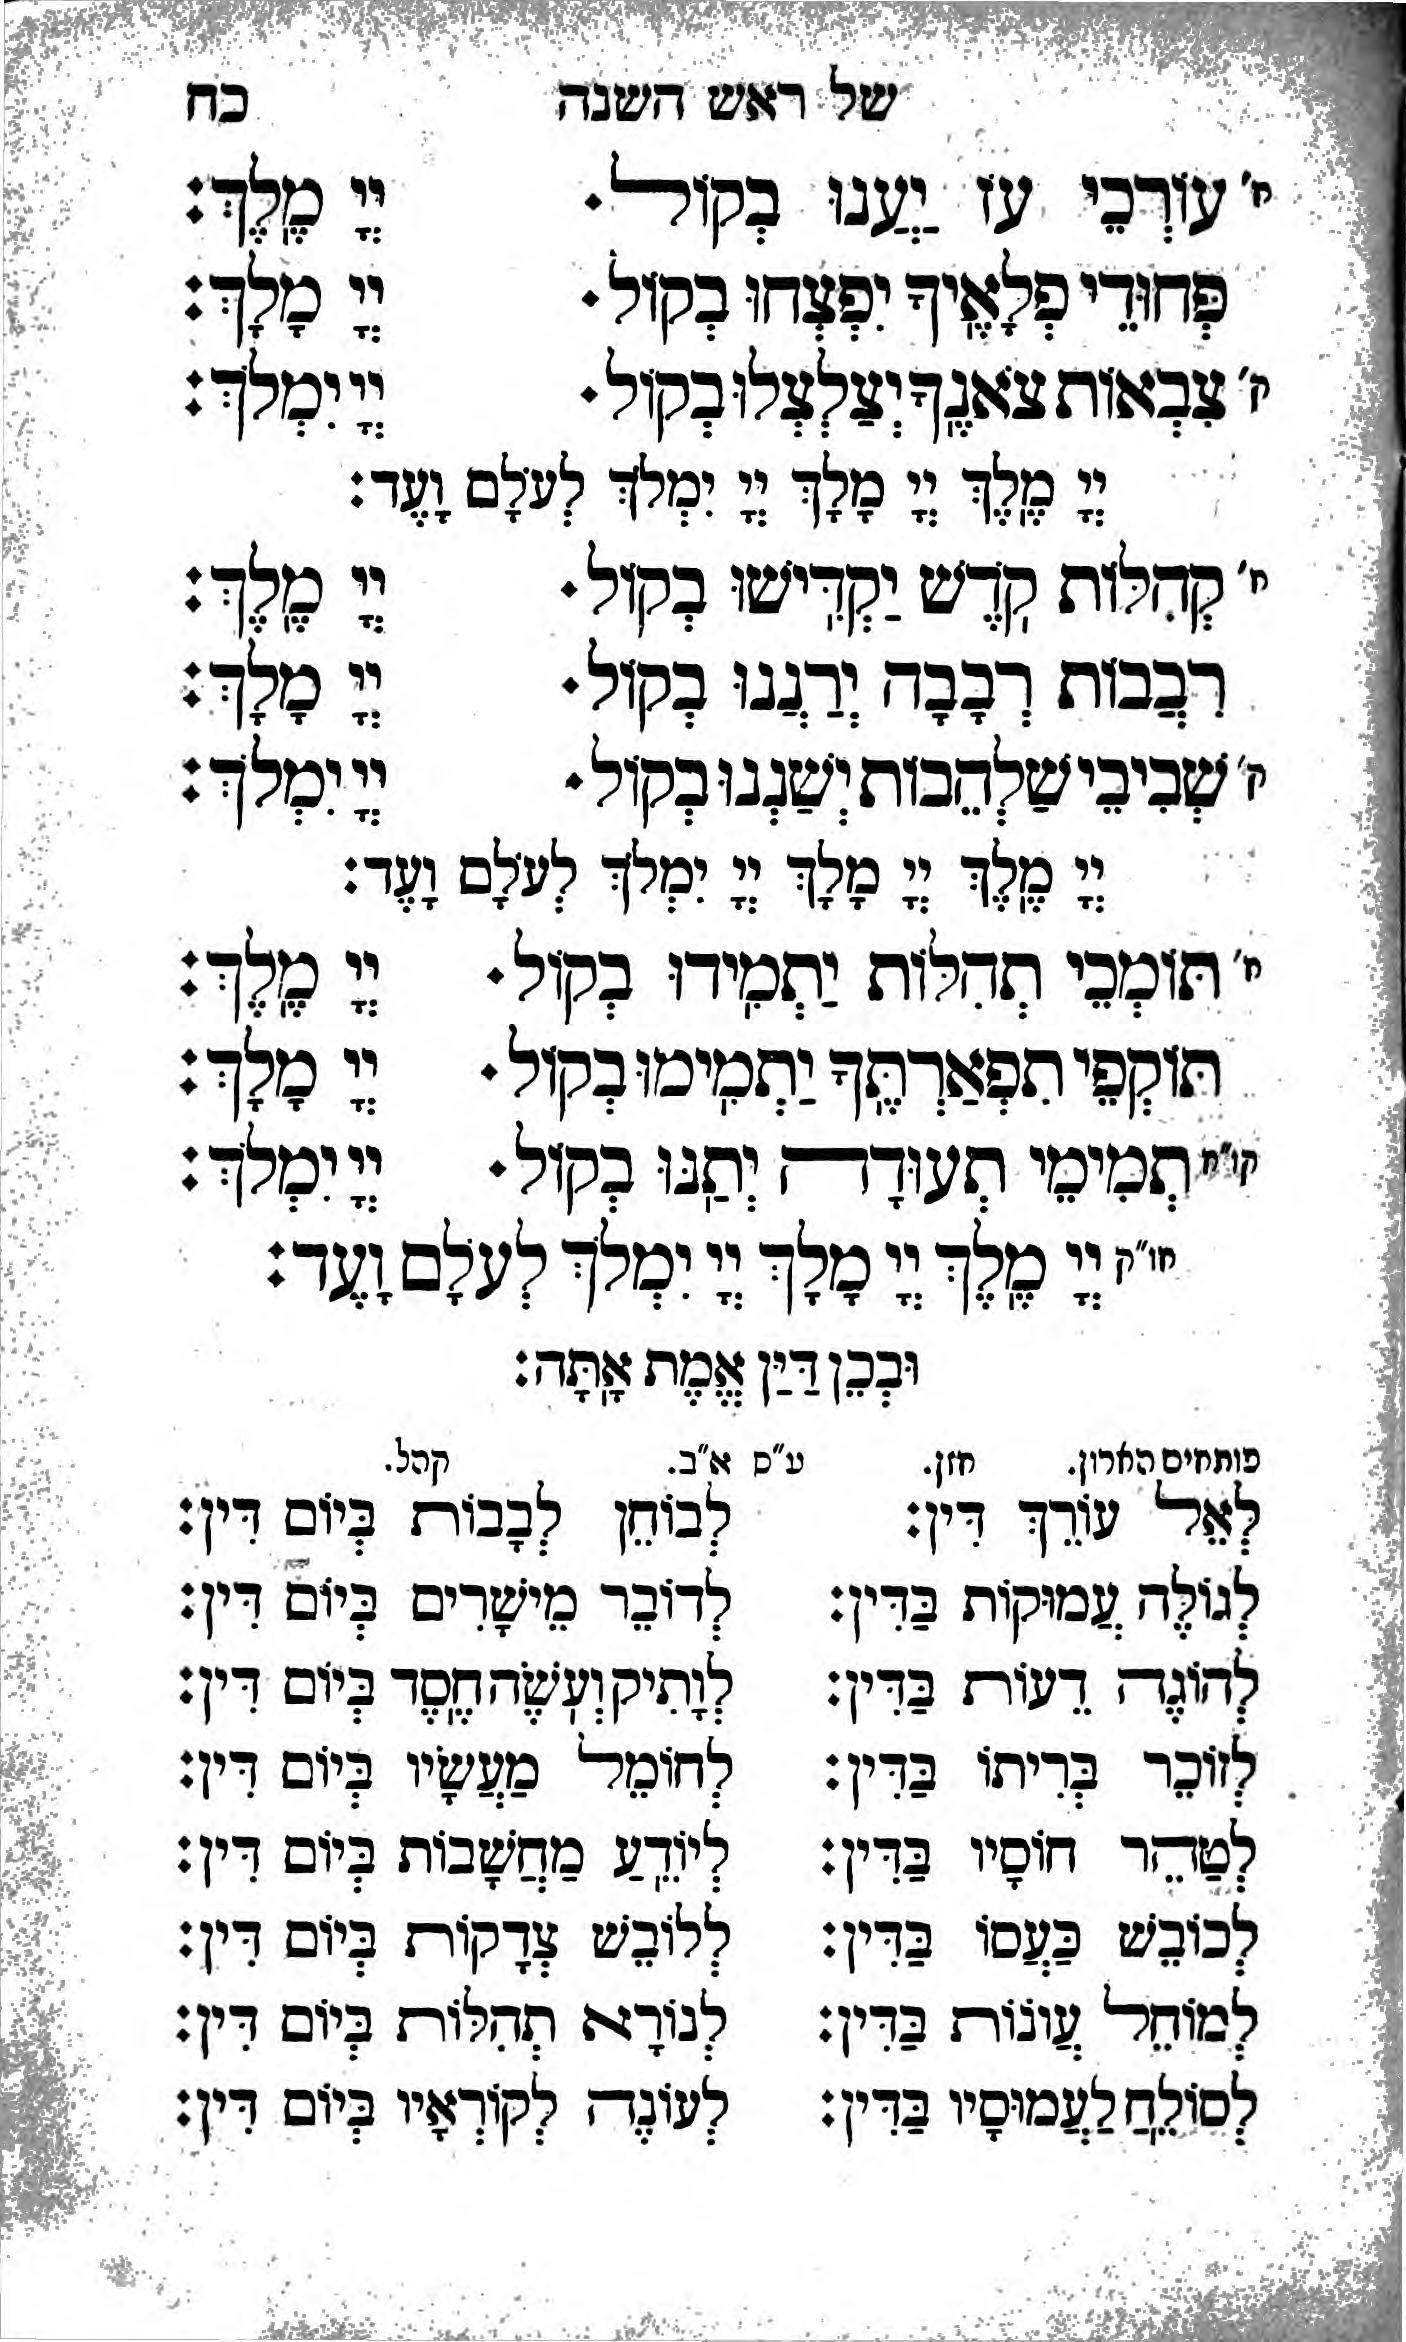 של ראש השנה כח
ח׳ עוֹרְכֵי עֹז יַעֲנוּ בְקוֹל · יְיָ מֶֽלֶךְ׃
פְּחוּדֵי פְלָאֶֽיךָ יִפְצְחוּ בְקוֹל · יְיָ מָלָךְ׃
ק׳ צִבְאוֹת צֹאנֶֽךָ יְצַלְצְלוּ בְקוֹל · יְיָ יִמְלֹךְ׃
יְיָ מֶֽלֶךְ יְיָ מָלָךְ יְיָ יִמְלֹךְ לְעֹלָם וָעֶד׃
ח׳ קְהִלּוֹת קֹֽדֶשׁ יַקְדִּֽישׁוּ בְקוֹל · יְיָ מֶֽלֶךְ׃
רִבֲבוֹת רְבָבָה יְרַנֲנוּ בְקוֹל · יְיָ מָלָךְ׃
ק׳ שְׁבִיבֵי שַׁלְהֵבוֹת יְשַׁנְנוּ בְקוֹל · יְיָ יִמְלֹךְ׃
יְיָ מֶֽלֶךְ יְיָ מָלָךְ יְיָ יִמְלֹךְ לְעֹלָם וָעֶד׃
ח׳ תּוֹמְכֵי תְהִלּוֹת יַתְמִֽידוּ בְקוֹל · יְיָ מֶֽלֶךְ׃
תּוֹקְפֵי תִפְאַרְתֶּֽךָ יַתְמִֽימוּ בְקוֹל · יְיָ מָלָךְ׃
קו״ח תְמִימֵי תְעוּדָה יְתַנּוּ בְקוֹל · יְיָ יִמְלֹךְ׃
חו״ק יְיָ מֶֽלֶךְ יְיָ מָלָךְ יְיָ יִמְלֹךְ לְעֹלָם וָעֶד׃
וּבְכֵן דַּיַּן אֱמֶת אָֽתָּה׃
פותחים הארון. חזן. ע״פ א״ב. קהל.
לְאֵל עוֹרֵךְ דִּין׃ לְבוֹחֵן לְבָבוֹת בְּיוֹם דִּין׃
לְגוֹלֶה עֲמוּקוֹת בַּדִּין׃ לְדוֹבֵר מֵישָׁרִים בְּיוֹם דִּין׃
לְהוֹגֶה דֵעוֹת בַּדִּין׃ לְוָתִיק וְעֹֽשֶׂה חֶֽסֶד בְּיוֹם דִּין׃
לְזוֹכֵר בְּרִיתוֹ בַּדִּין׃ לְחוֹמֵל מַעֲשָׂיו בְּיוֹם דִּין׃
לְטַהֵר חוֹסָיו בַּדִּין׃ לְיוֹדֵֽעַ מַחֲשָׁבוֹת בְּיוֹם דִּין׃
לְכוֹבֵשׁ כַּעֲסוֹ בַּדִּין׃ לְלוֹבֵשׁ צְדָקוֹת בְּיוֹם דִּין׃
לְמוֹחֵל עֲוֹנוֹת בַּדִּין׃ לְנוֹרָא תְהִלּוֹת בְּיוֹם דִּין׃
לְסוֹלֵֽחַ לַעֲמוּסָיו בַּדִּין׃ לְעוֹנֶה לְקוֹרְאָיו בְּיוֹם דִּין׃